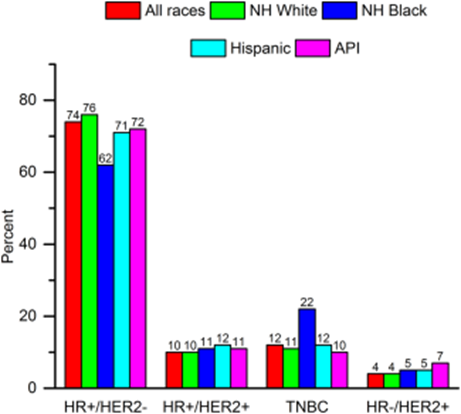 All races NH White NH Black
Hispanic API
Percent
80
60
40
20
0
74 76 62 71 72
10 10 11 12 11
12 11 22 12 10
4 4 5 5 7
HR+/HER2- HR+/HER2+ TNBC HR-/HER2+